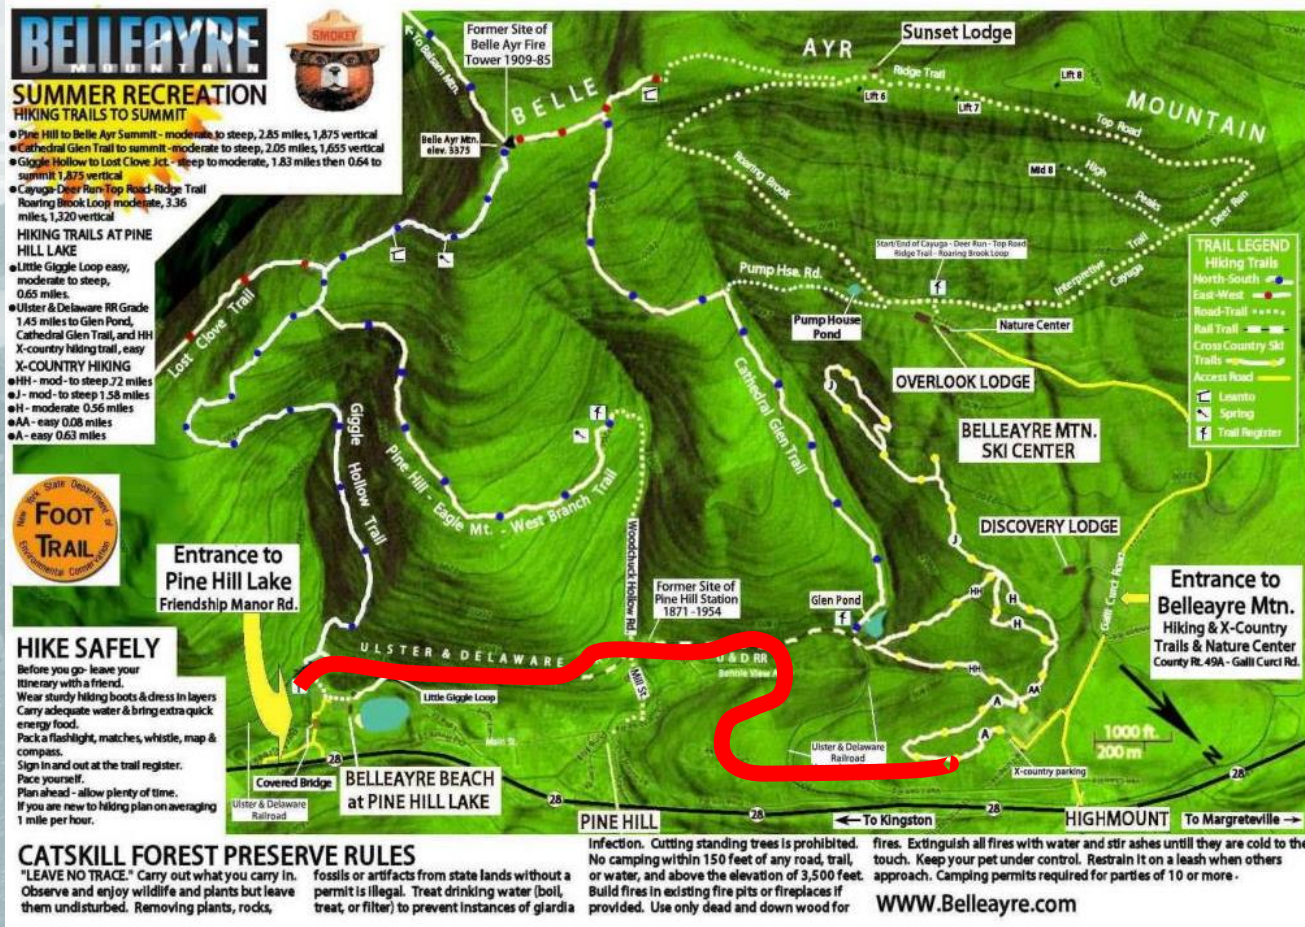 BELLEAYRE
MOUNTAIN
SMOKEY
SUMMER RECREATION
HIKING TRAILS TO SUMMIT
● Pine Hill to Belle Ayr Summit - moderate to steep, 2.85 miles, 1,875 vertical
● Cathedral Glen Trail to summit - moderate to steep, 2.05 miles, 1,655 vertical
● Giggle Hollow to Lost Clove Jct. - steep to moderate, 1.83 miles then 0.64 to
summit 1,875 vertical
● Cayuga-Deer Run-Top Road-Ridge Trail
Roaring Brook Loop moderate, 3.36
miles, 1,320 vertical
HIKING TRAILS AT PINE
HILL LAKE
● Little Giggle Loop easy,
moderate to steep,
0.65 miles.
● Ulster & Delaware RR Grade
1.45 miles to Glen Pond,
Cathedral Glen Trail, and HH
X-country hiking trail, easy
X-COUNTRY HIKING
● HH - mod - to steep .72 miles
● J - mod - to steep 1.58 miles
● H - moderate 0.56 miles
● AA - easy 0.08 miles
● A - easy 0.63 miles
New York State Department of
FOOT
TRAIL
Environmental Conservation
Entrance to
Pine Hill Lake
Friendship Manor Rd.
HIKE SAFELY
Before you go- leave your
itinerary with a friend.
Wear sturdy hiking boots & dress in layers
Carry adequate water & bring extra quick
energy food.
Pack a flashlight, matches, whistle, map &
compass.
Sign in and out at the trail register.
Pace yourself.
Plan ahead - allow plenty of time.
If you are new to hiking plan on averaging
1 mile per hour.
To Balsam Mtn.
Former Site of
Belle Ayr Fire
Tower 1909-85
Belle Ayr Mtn.
elev. 3375
BELLE
AYR
MOUNTAIN
Sunset Lodge
Ridge Trail
Lift 6
Lift 7
Lift 8
Top Road
Mid 8
High
Peaks
Deer Run
Roaring Brook
Start/End of Cayuga - Deer Run - Top Road
Ridge Trail - Roaring Brook Loop
Interpretive Trail
Cayuga
Pump Hse. Rd.
Pump House
Pond
Nature Center
OVERLOOK LODGE
TRAIL LEGEND
Hiking Trails
North-South
East-West
Road-Trail
Rail Trail
Cross Country Ski
Trails
Access Road
Leanto
Spring
Trail Register
Lost Clove Trail
Giggle Hollow Trail
Pine Hill - Eagle Mt. - West Branch Trail
Cathedral Glen Trail
Woodchuck Hollow Rd.
BELLEAYRE MTN.
SKI CENTER
DISCOVERY LODGE
J
J
HH
H
H
HH
AA
A
A
Galli Curci Road
Entrance to
Belleayre Mtn.
Hiking & X-Country
Trails & Nature Center
County Rt. 49A - Galli Curci Rd.
Former Site of
Pine Hill Station
1871 -1954
Glen Pond
ULSTER & DELAWARE
U & D RR
Bonnie View
Little Giggle Loop
Mill St.
Main St.
Ulster & Delaware
Railroad
1000 ft.
200 m
N
X-country parking
Covered Bridge
Ulster & Delaware
Railroad
BELLEAYRE BEACH
at PINE HILL LAKE
28
28
28
28
28
PINE HILL
To Kingston
HIGHMOUNT
To Margreteville
CATSKILL FOREST PRESERVE RULES
"LEAVE NO TRACE." Carry out what you carry in.
Observe and enjoy wildlife and plants but leave
them undisturbed. Removing plants, rocks,
fossils or artifacts from state lands without a
permit is illegal. Treat drinking water (boil,
treat, or filter) to prevent instances of giardia
infection. Cutting standing trees is prohibited.
No camping within 150 feet of any road, trail,
or water, and above the elevation of 3,500 feet.
Build fires in existing fire pits or fireplaces if
provided. Use only dead and down wood for
fires. Extinguish all fires with water and stir ashes untill they are cold to the
touch. Keep your pet under control. Restrain it on a leash when others
approach. Camping permits required for parties of 10 or more -
WWW.Belleayre.com